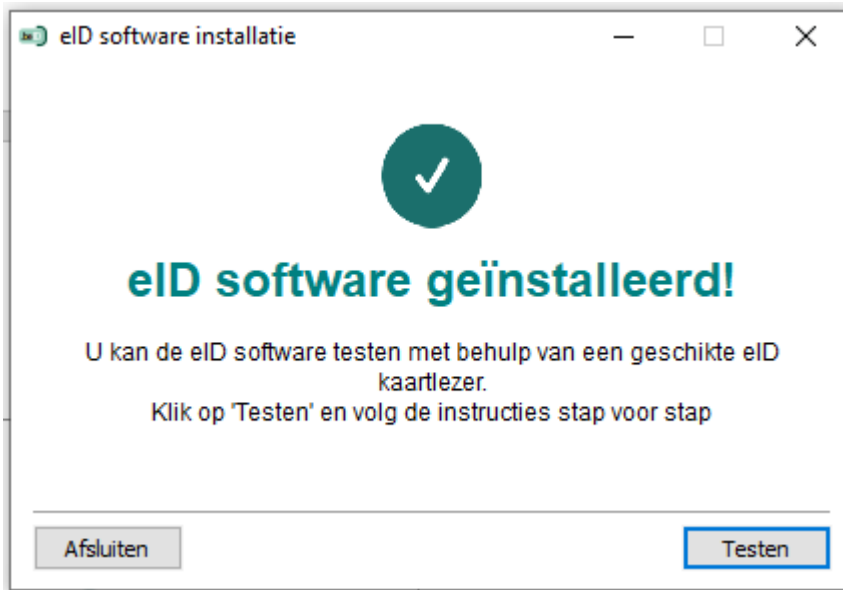 eID software installatie
eID software geïnstalleerd!
U kan de eID software testen met behulp van een geschikte eID
kaartlezer.
Klik op 'Testen' en volg de instructies stap voor stap
Afsluiten
Testen